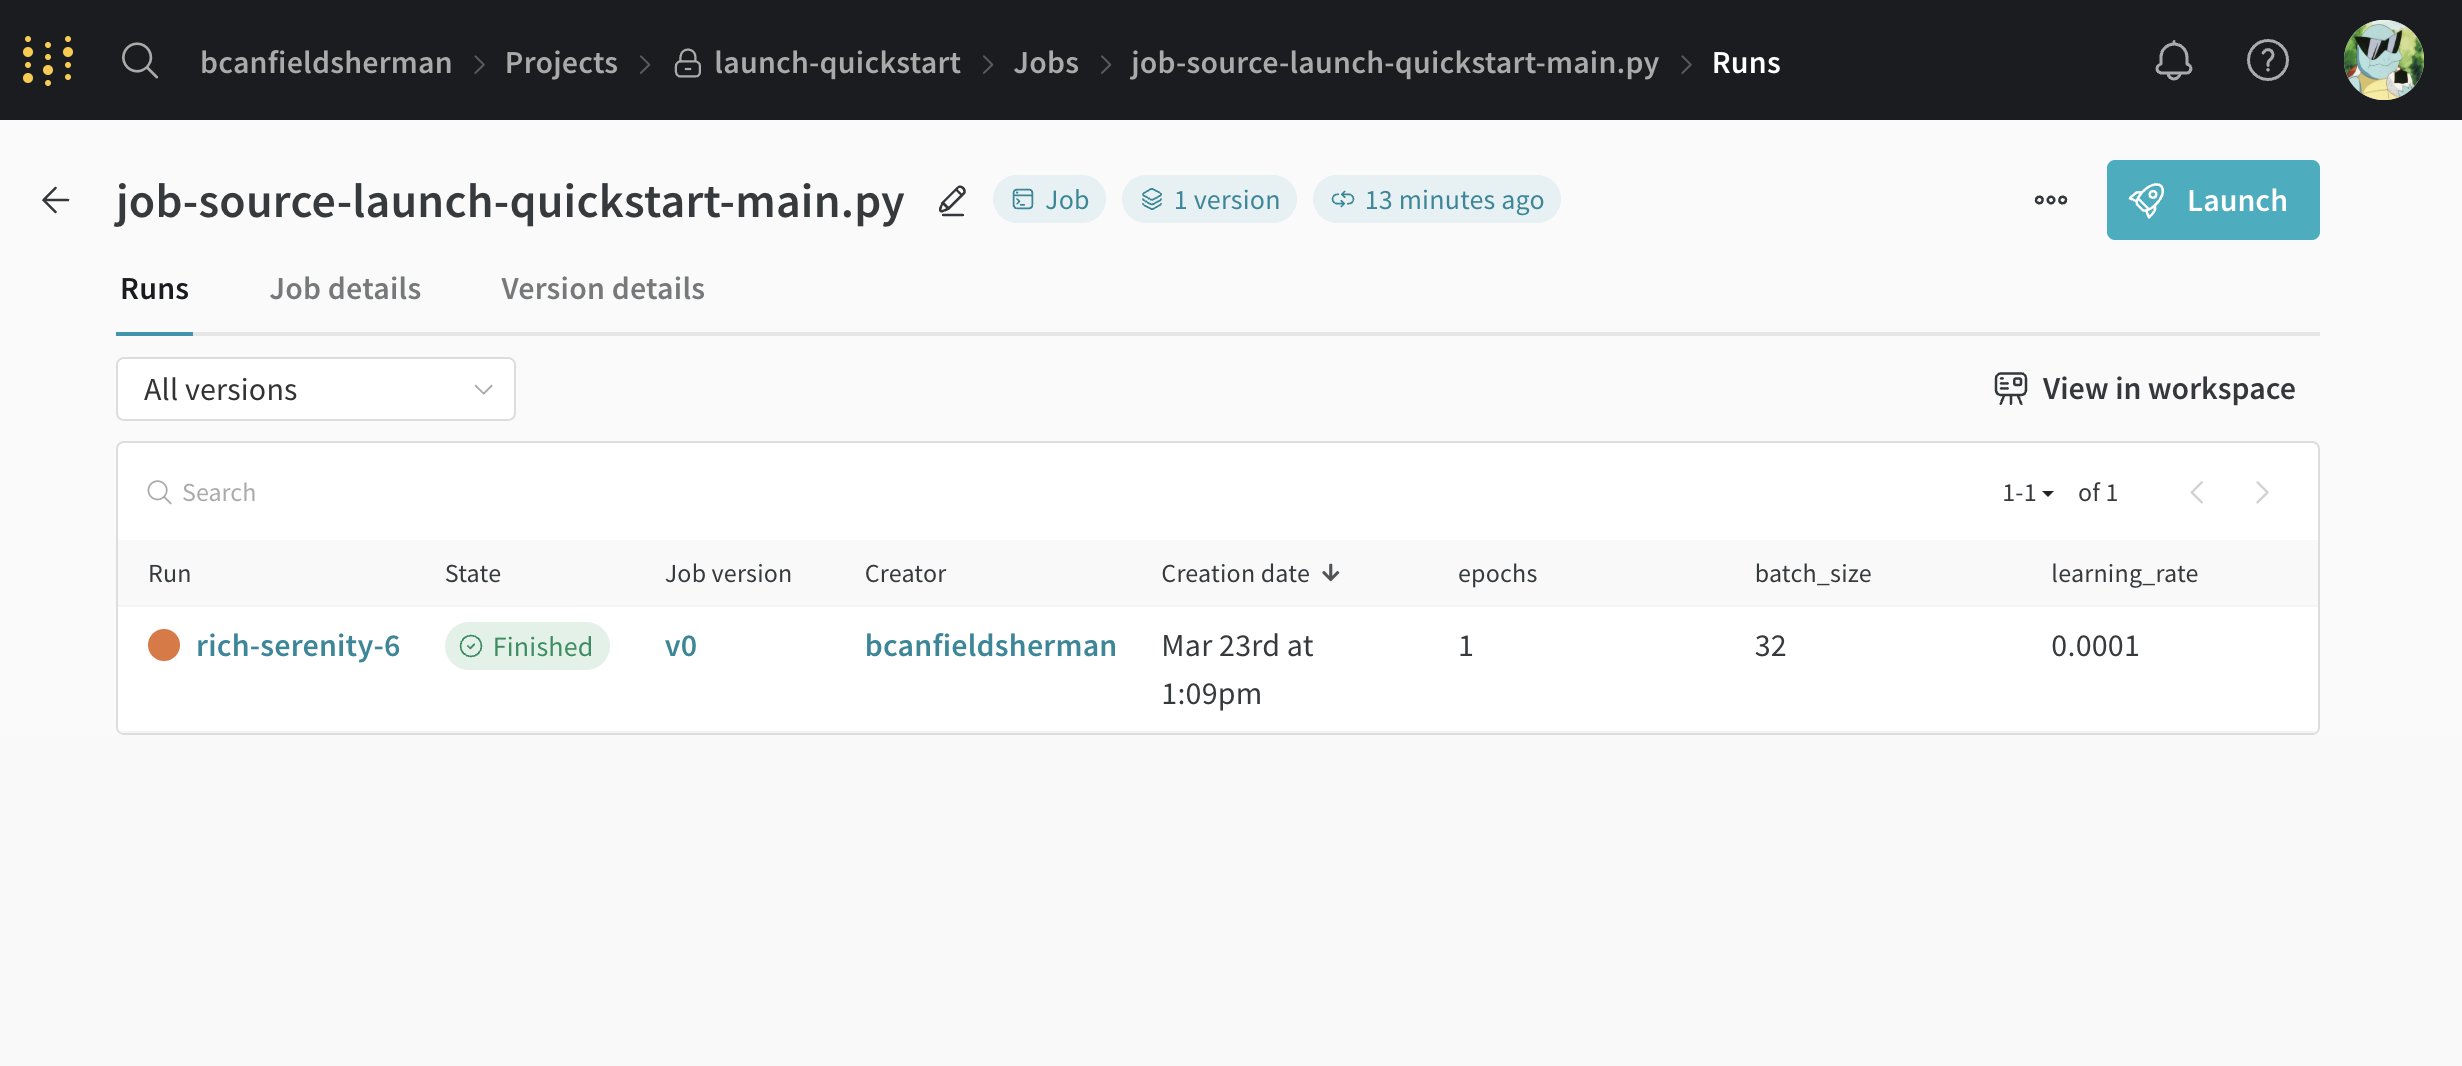 bcanfieldsherman > Projects > launch-quickstart > Jobs > job-source-launch-quickstart-main.py > Runs
job-source-launch-quickstart-main.py Job 1 version 13 minutes ago Launch
Runs Job details Version details
All versions View in workspace
Search 1-1 of 1
Run State Job version Creator Creation date epochs batch_size learning_rate
rich-serenity-6 Finished v0 bcanfieldsherman Mar 23rd at 1 32 0.0001
1:09pm